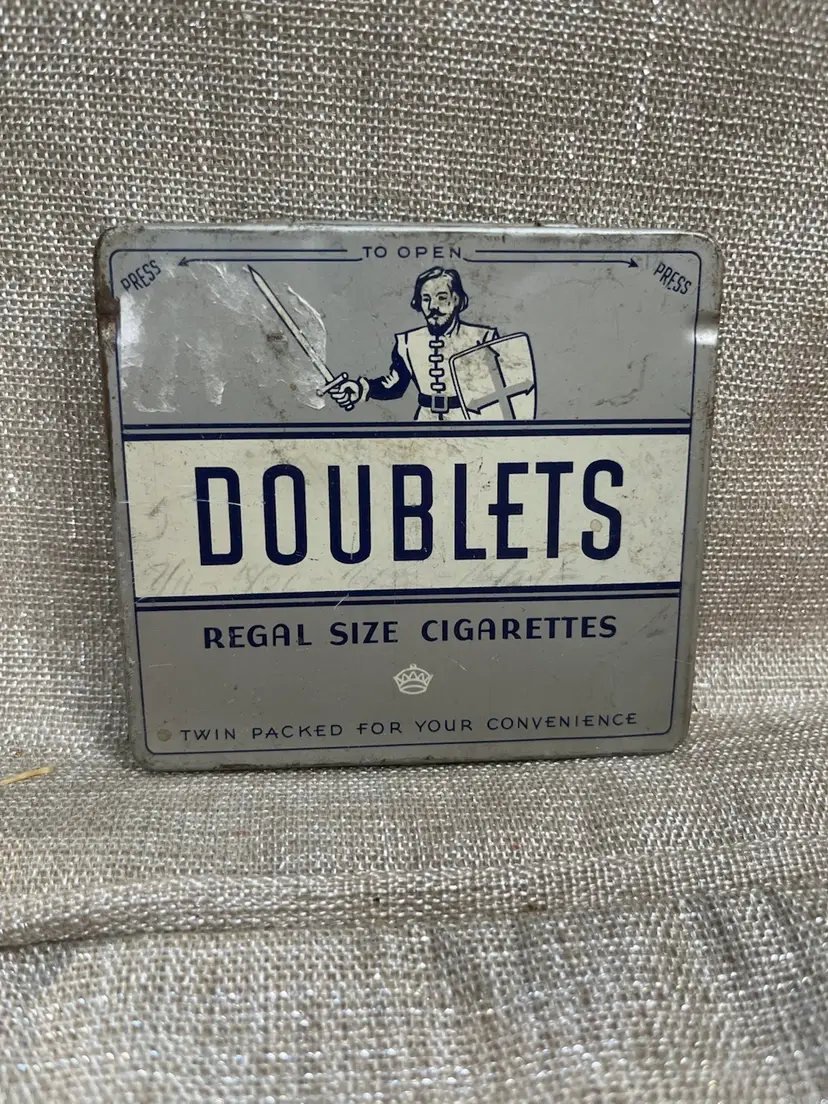 TO OPEN
PRESS PRESS
DOUBLETS
REGAL SIZE CIGARETTES
TWIN PACKED FOR YOUR CONVENIENCE